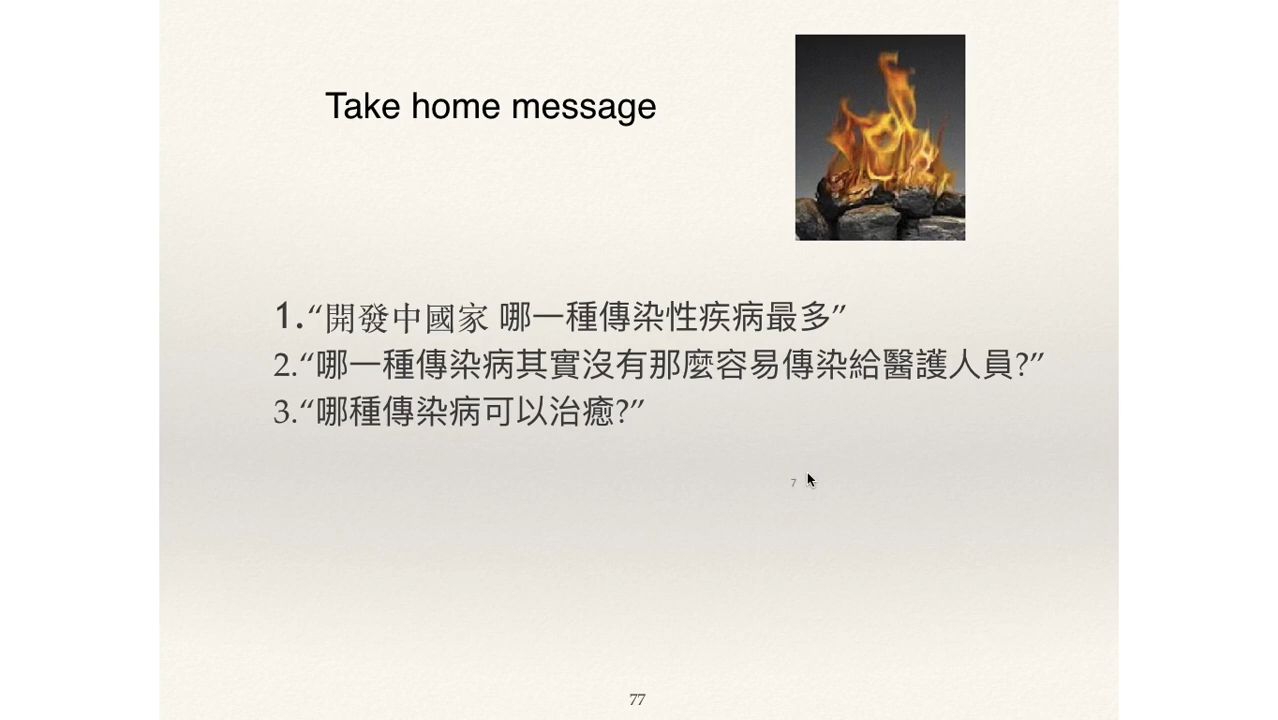 Take home message
1.“開發中國家 哪一種傳染性疾病最多”
2.“哪一種傳染病其實沒有那麼容易傳染給醫護人員?”
3.“哪種傳染病可以治癒?”
7
77